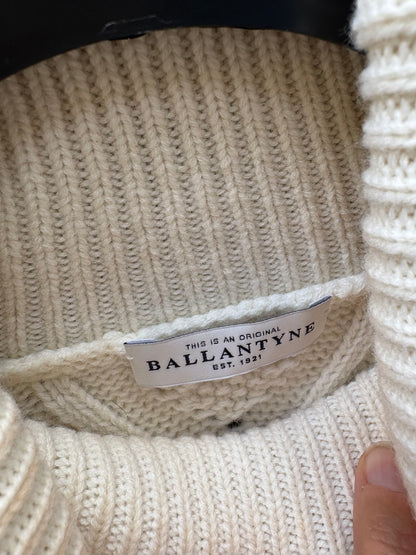 THIS IS AN ORIGINAL
BALLANTYNE
EST. 1921